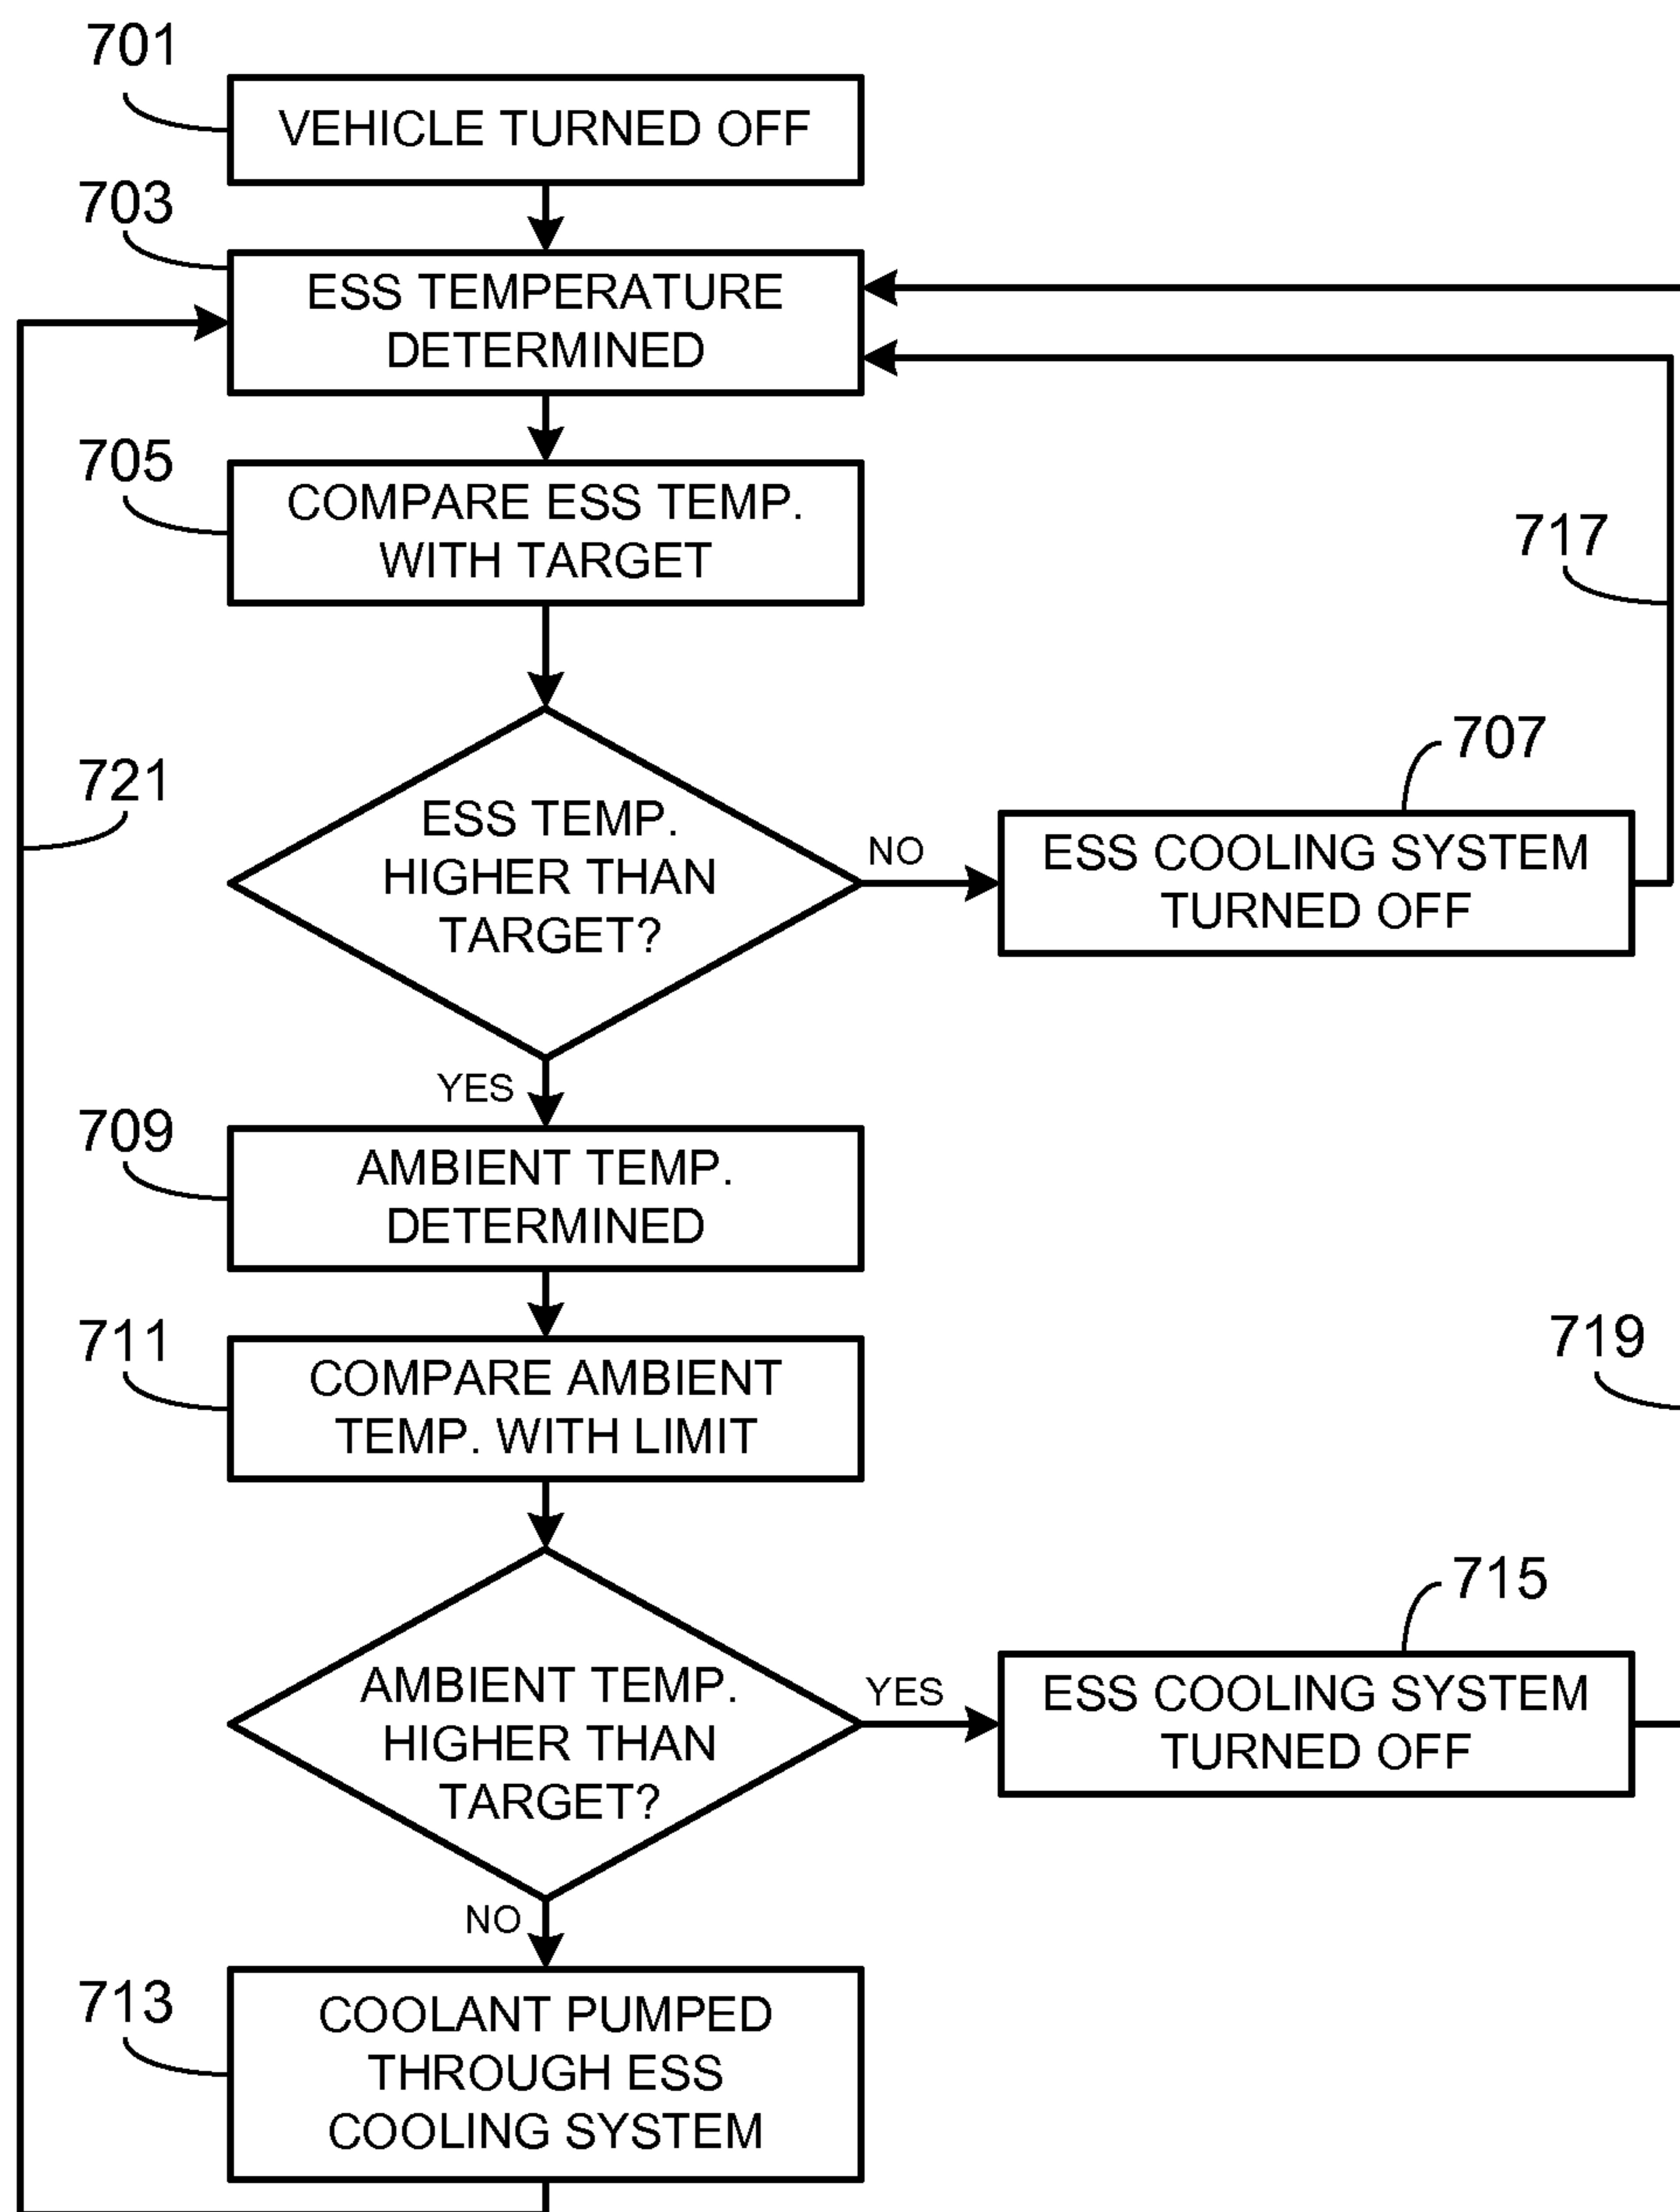 701
VEHICLE TURNED OFF
703
ESS TEMPERATURE
DETERMINED
705
COMPARE ESS TEMP.
WITH TARGET
717
721
ESS TEMP.
HIGHER THAN
TARGET?
NO
707
ESS COOLING SYSTEM
TURNED OFF
YES
709
AMBIENT TEMP.
DETERMINED
711
COMPARE AMBIENT
TEMP. WITH LIMIT
719
AMBIENT TEMP.
HIGHER THAN
TARGET?
YES
715
ESS COOLING SYSTEM
TURNED OFF
NO
713
COOLANT PUMPED
THROUGH ESS
COOLING SYSTEM